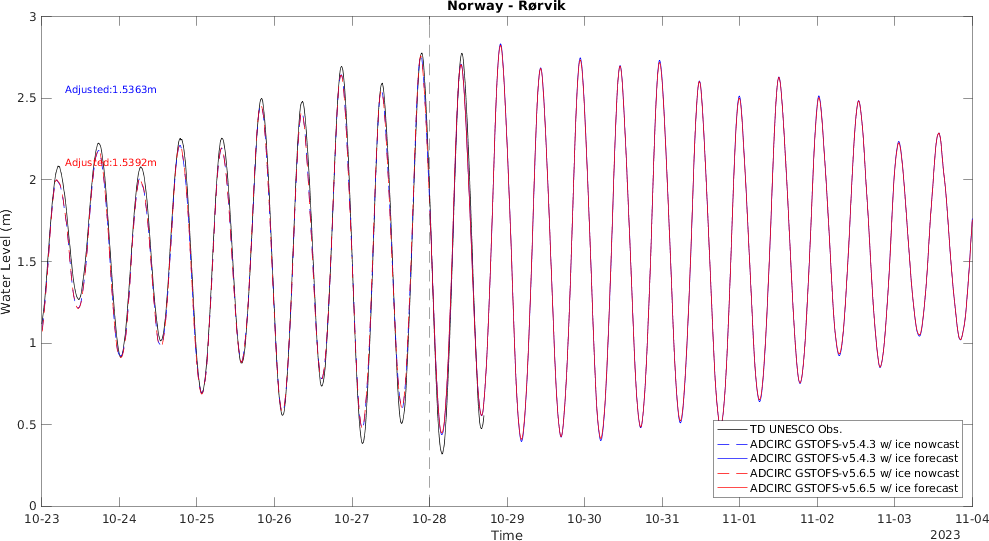 Norway - Rørvik
3
2.5
2
1.5
1
0.5
0
Water Level (m)
Adjusted:1.5363m
Adjusted:1.5392m
TD UNESCO Obs.
ADCIRC GSTOFS-v5.4.3 w/ ice nowcast
ADCIRC GSTOFS-v5.4.3 w/ ice forecast
ADCIRC GSTOFS-v5.6.5 w/ ice nowcast
ADCIRC GSTOFS-v5.6.5 w/ ice forecast
10-23 10-24 10-25 10-26 10-27 10-28 10-29 10-30 10-31 11-01 11-02 11-03 11-04
Time
2023